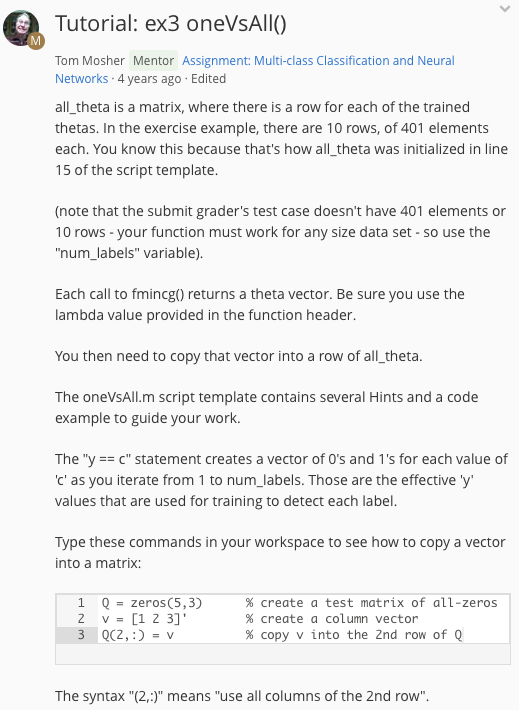 Tutorial: ex3 oneVsAll()
M
Tom Mosher Mentor Assignment: Multi-class Classification and Neural
Networks · 4 years ago · Edited
all_theta is a matrix, where there is a row for each of the trained
thetas. In the exercise example, there are 10 rows, of 401 elements
each. You know this because that's how all_theta was initialized in line
15 of the script template.
(note that the submit grader's test case doesn't have 401 elements or
10 rows - your function must work for any size data set - so use the
"num_labels" variable).
Each call to fmincg() returns a theta vector. Be sure you use the
lambda value provided in the function header.
You then need to copy that vector into a row of all_theta.
The oneVsAll.m script template contains several Hints and a code
example to guide your work.
The "y == c" statement creates a vector of 0's and 1's for each value of
'c' as you iterate from 1 to num_labels. Those are the effective 'y'
values that are used for training to detect each label.
Type these commands in your workspace to see how to copy a vector
into a matrix:
1 Q = zeros(5,3) % create a test matrix of all-zeros
2 v = [1 2 3]' % create a column vector
3 Q(2,:) = v % copy v into the 2nd row of Q
The syntax "(2,:)" means "use all columns of the 2nd row".